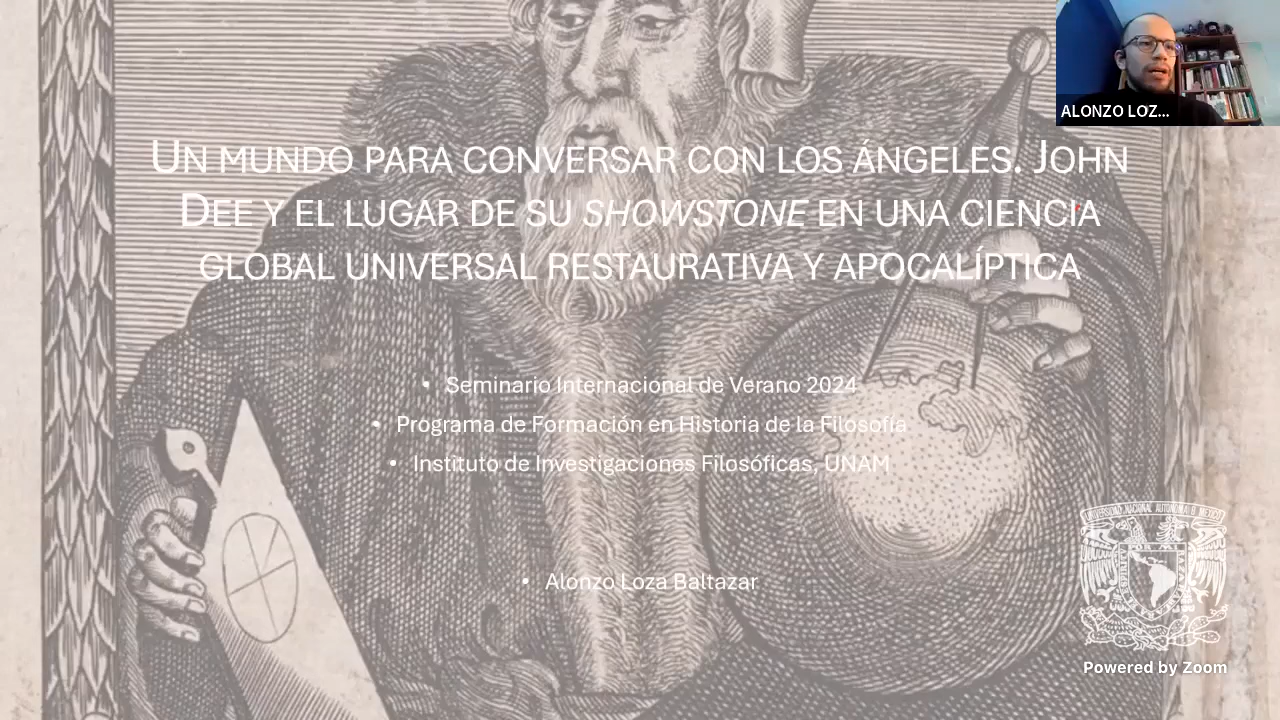 ALONZO LOZ...
UN MUNDO PARA CONVERSAR CON LOS ÁNGELES. JOHN
DEE Y EL LUGAR DE SU SHOWSTONE EN UNA CIENCIA
GLOBAL UNIVERSAL RESTAURATIVA Y APOCALÍPTICA
• Seminario Internacional de Verano 2024
• Programa de Formación en Historia de la Filosofía
• Instituto de Investigaciones Filosóficas, UNAM
• Alonzo Loza Baltazar
Powered by Zoom